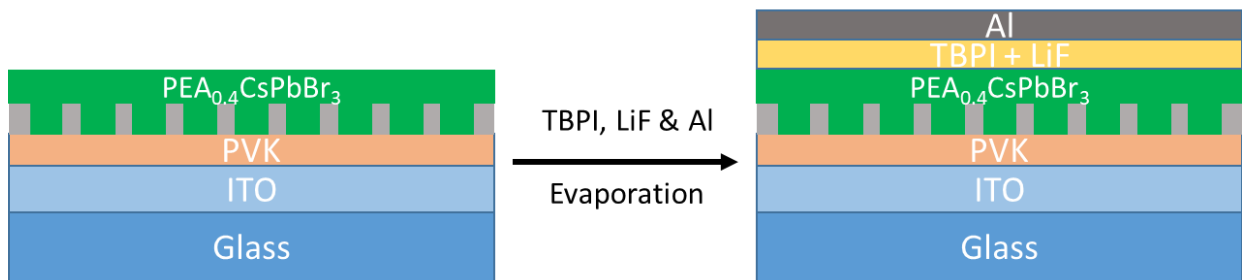 PEA₀.₄CsPbBr₃
PVK
ITO
Glass
TBPI, LiF & Al
Evaporation
Al
TBPI + LiF
PEA₀.₄CsPbBr₃
PVK
ITO
Glass